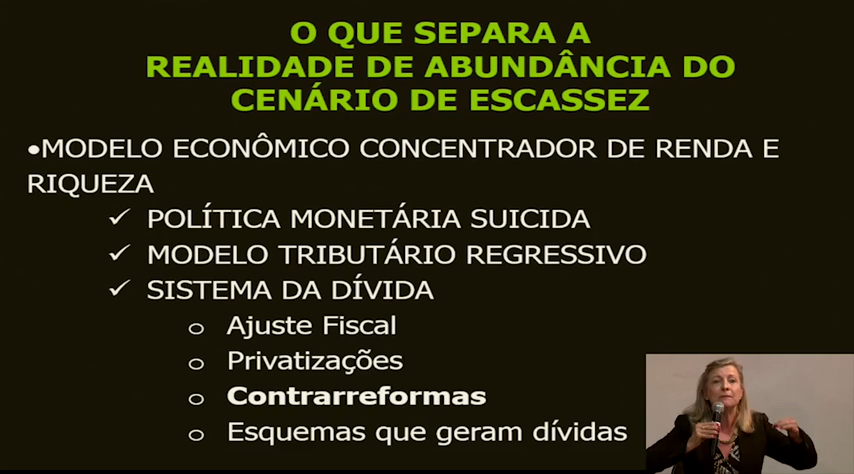 O QUE SEPARA A
REALIDADE DE ABUNDÂNCIA DO
CENÁRIO DE ESCASSEZ
•MODELO ECONÔMICO CONCENTRADOR DE RENDA E
RIQUEZA
✓ POLÍTICA MONETÁRIA SUICIDA
✓ MODELO TRIBUTÁRIO REGRESSIVO
✓ SISTEMA DA DÍVIDA
o Ajuste Fiscal
o Privatizações
o Contrarreformas
o Esquemas que geram dívidas